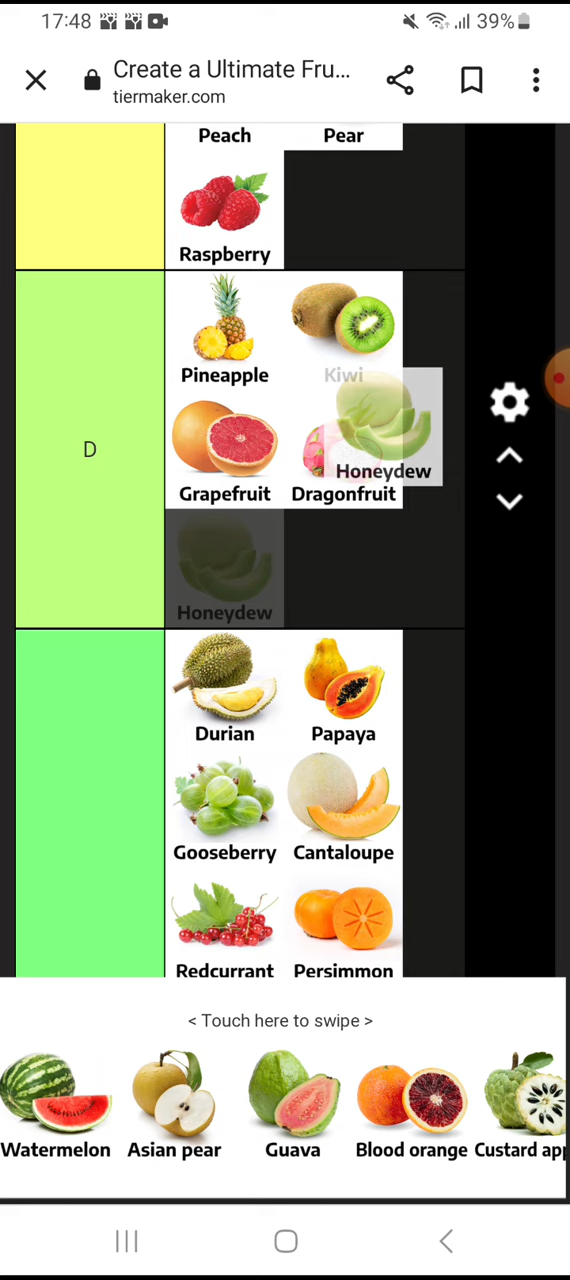 17:48
39%
Create a Ultimate Fru...
tiermaker.com
Peach Pear
Raspberry
Pineapple Kiwi
D
Honeydew
Grapefruit Dragonfruit
Honeydew
Durian Papaya
Gooseberry Cantaloupe
Redcurrant Persimmon
< Touch here to swipe >
Watermelon Asian pear Guava Blood orange Custard app